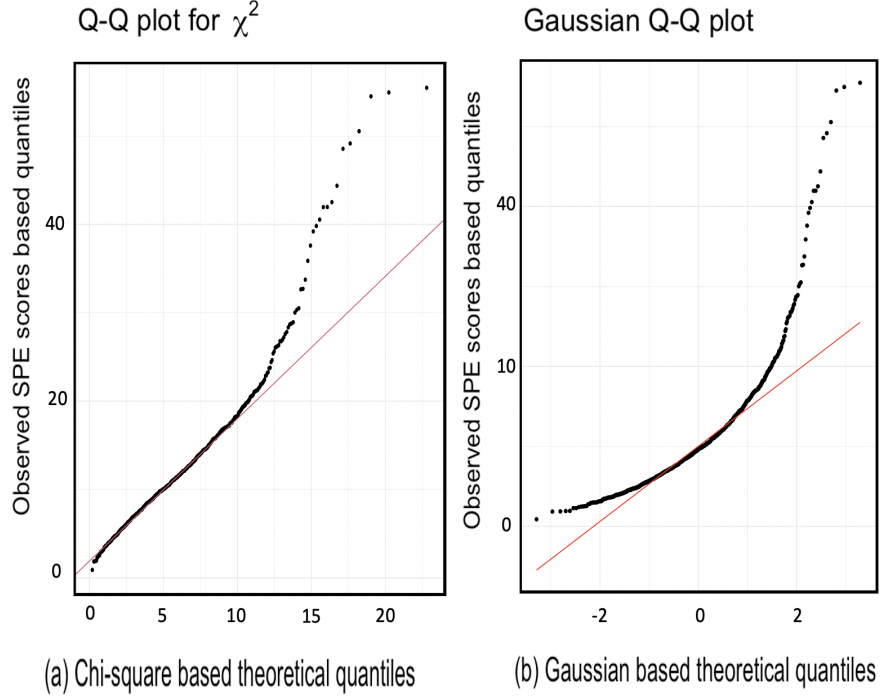 Q-Q plot for χ²
Observed SPE scores based quantiles
40
20
0
0 5 10 15 20
(a) Chi-square based theoretical quantiles
Gaussian Q-Q plot
Observed SPE scores based quantiles
40
10
0
-2 0 2
(b) Gaussian based theoretical quantiles